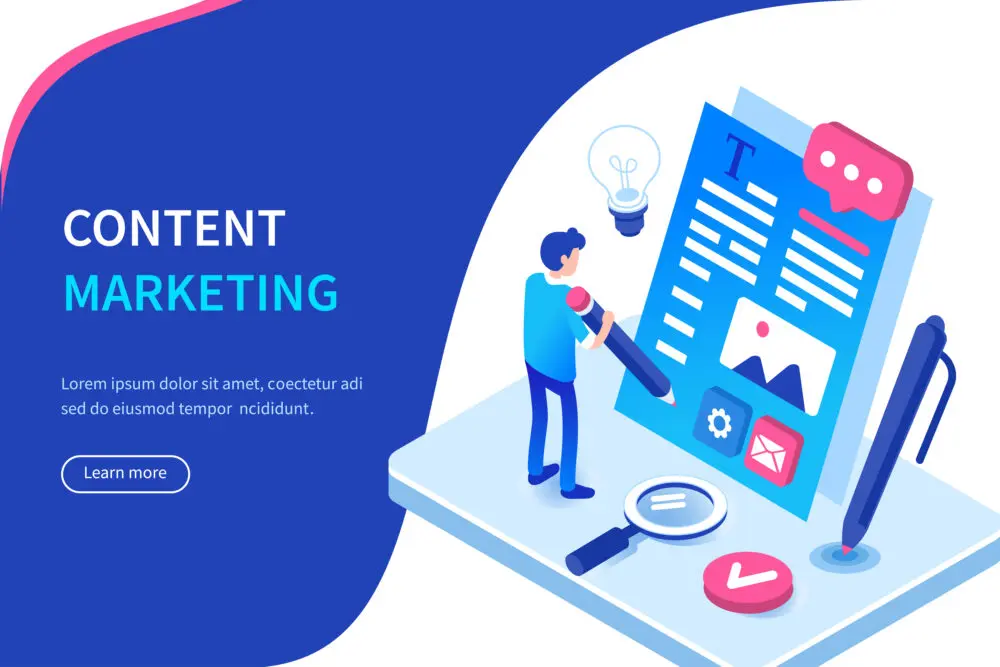 CONTENT
MARKETING
Lorem ipsum dolor sit amet, coectetur adi
sed do eiusmod tempor ncididunt.
Learn more
T